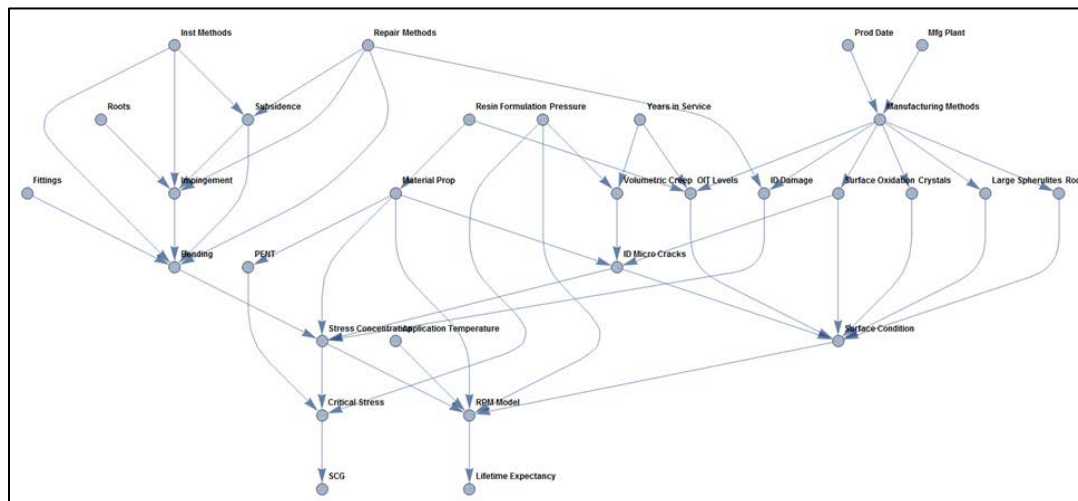 Inst Methods
Repair Methods
Prod Date
Mfg Plant
Roots
Subsidence
Resin Formulation
Pressure
Years in Service
Manufacturing Methods
Fittings
Impingement
Material Prop
Volumetric Creep
OIT Levels
ID Damage
Surface Oxidation
Crystals
Large Spherulites
Rod
Bending
PENT
ID Micro Cracks
Stress Concentration
Application Temperature
Surface Condition
Critical Stress
RPM Model
SCG
Lifetime Expectancy